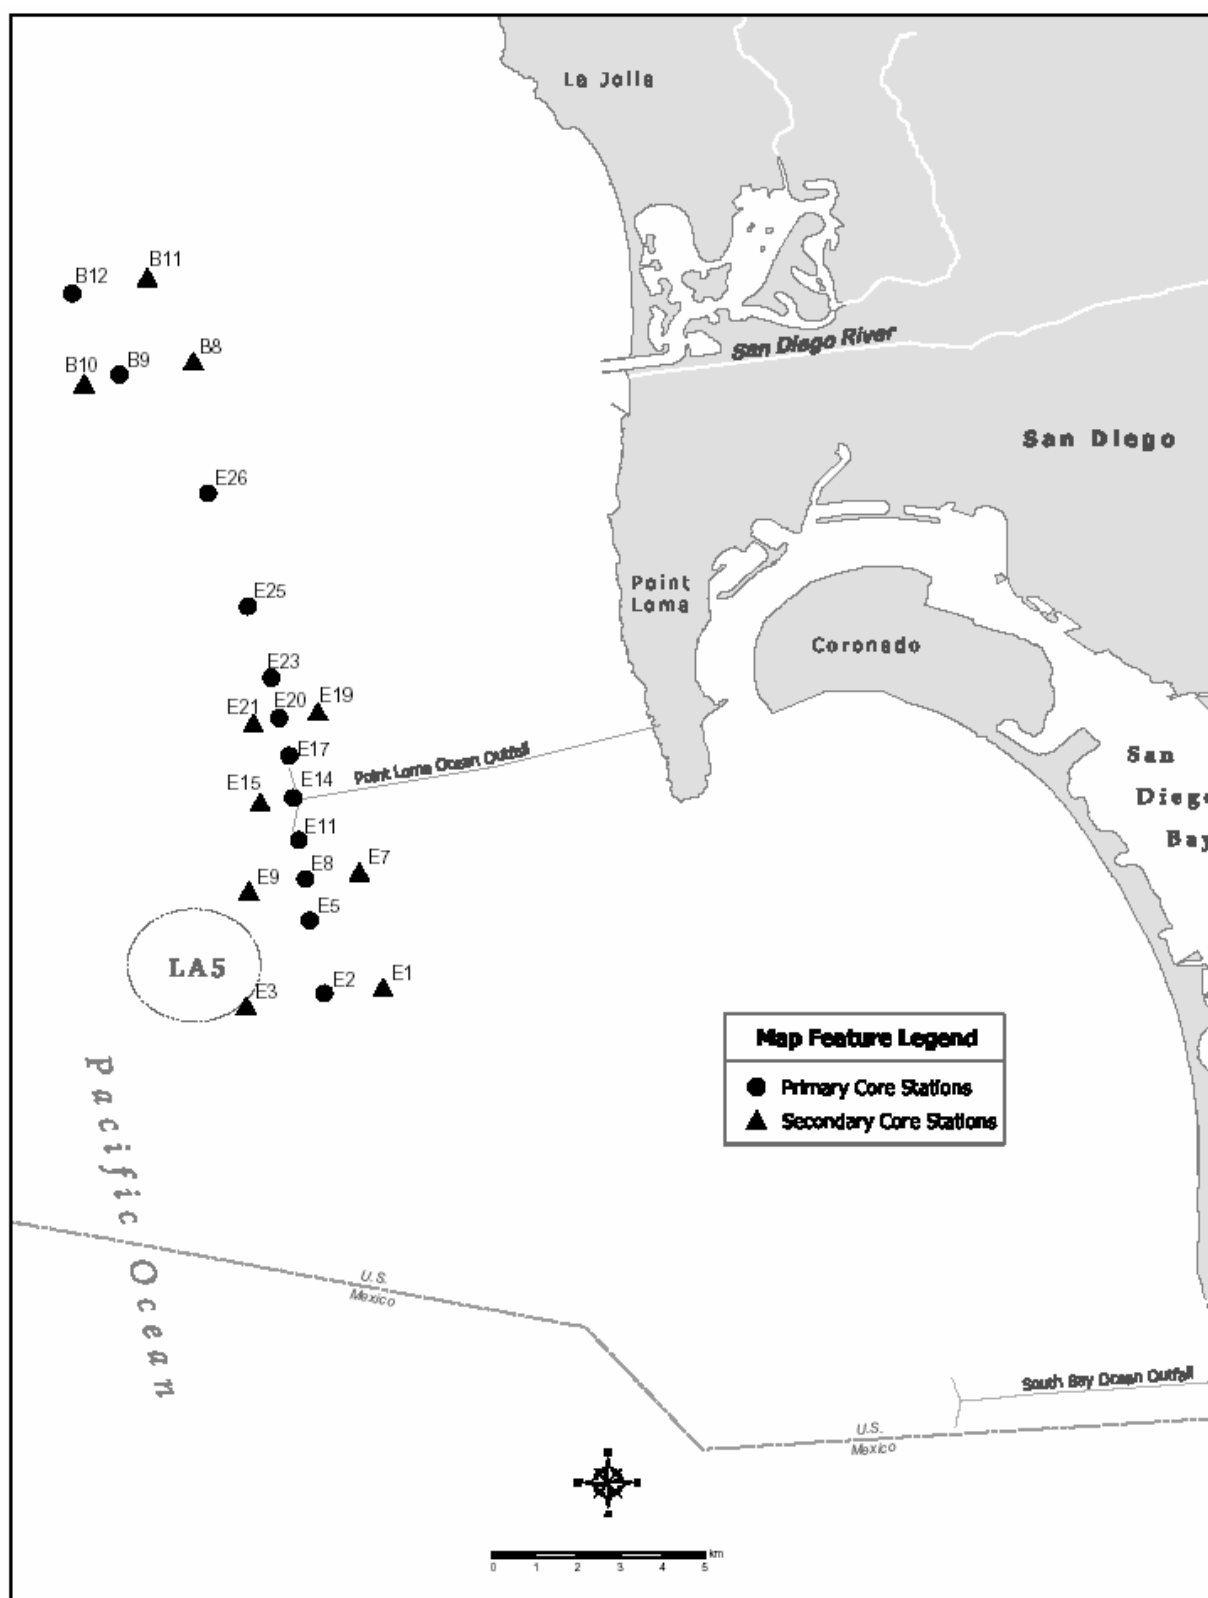 La Jolla
B11
B12
San Diego River
B8
B9
B10
San Diego
E26
Point
Loma
E25
Coronado
E23
E19
E20
E21
E17
San
Point Loma Ocean Outfall
E14
E15
Diego
E11
Bay
E7
E8
E9
E5
LA5
E1
E2
E3
Map Feature Legend
Primary Core Stations
Secondary Core Stations
Pacific Ocean
U.S.
Mexico
South Bay Ocean Outfall
U.S.
Mexico
km
0 1 2 3 4 5